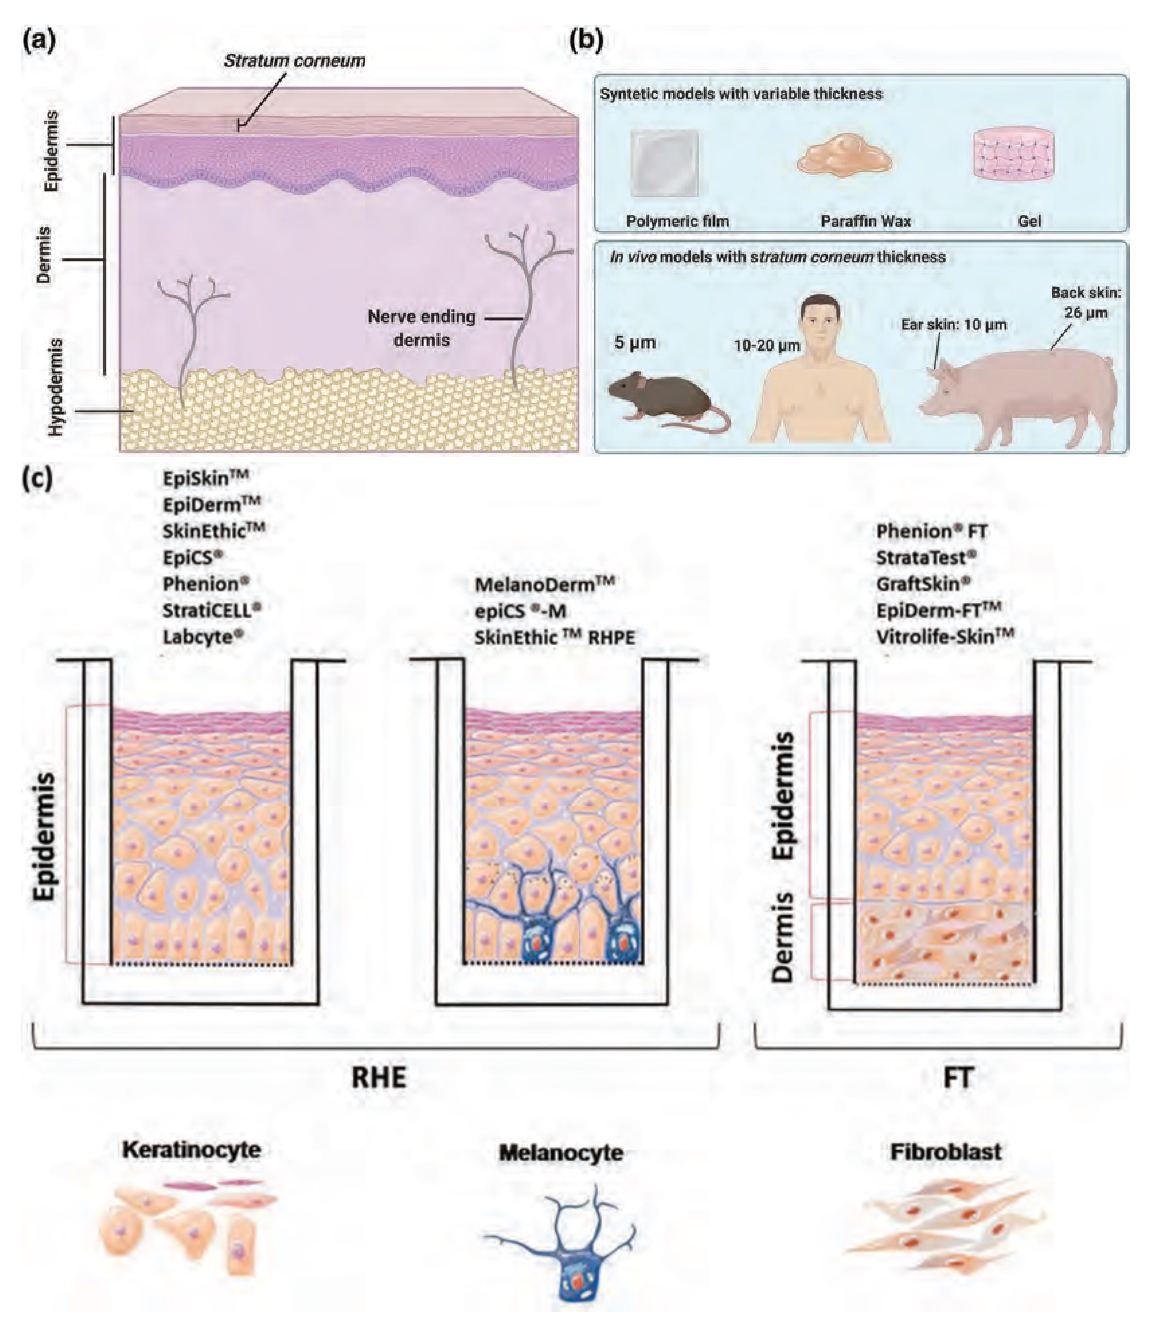 (a)
Stratum corneum
Epidermis
Dermis
Hypodermis
Nerve ending
dermis
(b)
Syntetic models with variable thickness
Polymeric film
Paraffin Wax
Gel
In vivo models with stratum corneum thickness
5 µm
10-20 µm
Ear skin: 10 µm
Back skin:
26 µm
(c)
EpiSkin™
EpiDerm™
SkinEthic™
EpiCS®
Phenion®
StratiCELL®
Labcyte®
MelanoDerm™
epiCS ®-M
SkinEthic ™ RHPE
Phenion® FT
StrataTest®
GraftSkin®
EpiDerm-FT™
Vitrolife-Skin™
Epidermis
Epidermis
Dermis
RHE
FT
Keratinocyte
Melanocyte
Fibroblast